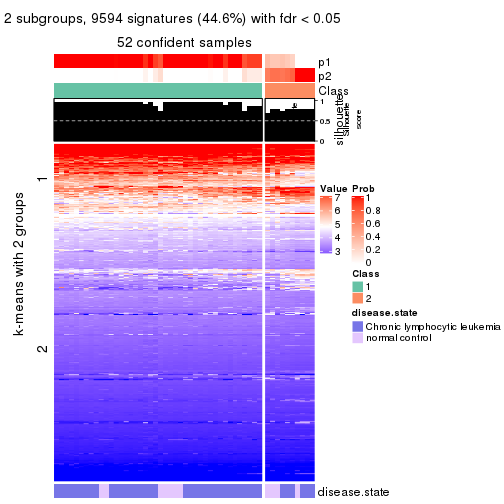 2 subgroups, 9594 signatures (44.6%) with fdr < 0.05
52 confident samples
p1
p2
Class
1
0.5
0
silhouette
Silhouette
score
k-means with 2 groups
1
2
Value
7
6
5
4
3
Prob
1
0.8
0.6
0.4
0.2
0
Class
1
2
disease.state
Chronic lymphocytic leukemia
normal control
disease.state